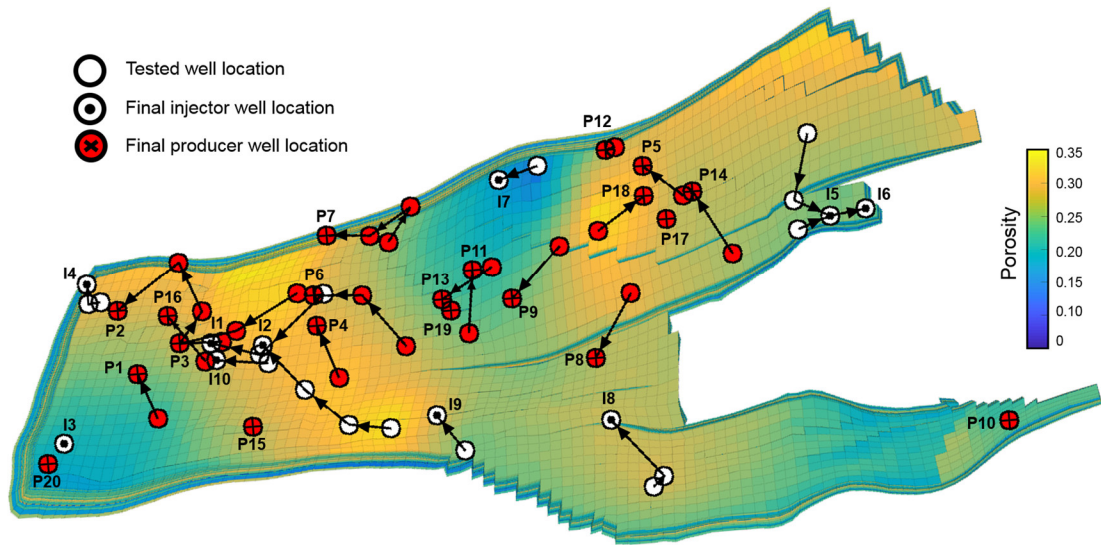 Tested well location
Final injector well location
Final producer well location
P12
P5
P14
P18
I7
I5
I6
P17
P7
P11
I4
P6
P13
P2
P16
P9
P19
I1
I2
P4
P3
P8
I10
P1
I9
I8
I3
P15
P10
P20
0.35
0.30
0.25
0.20
0.15
0.10
0
Porosity